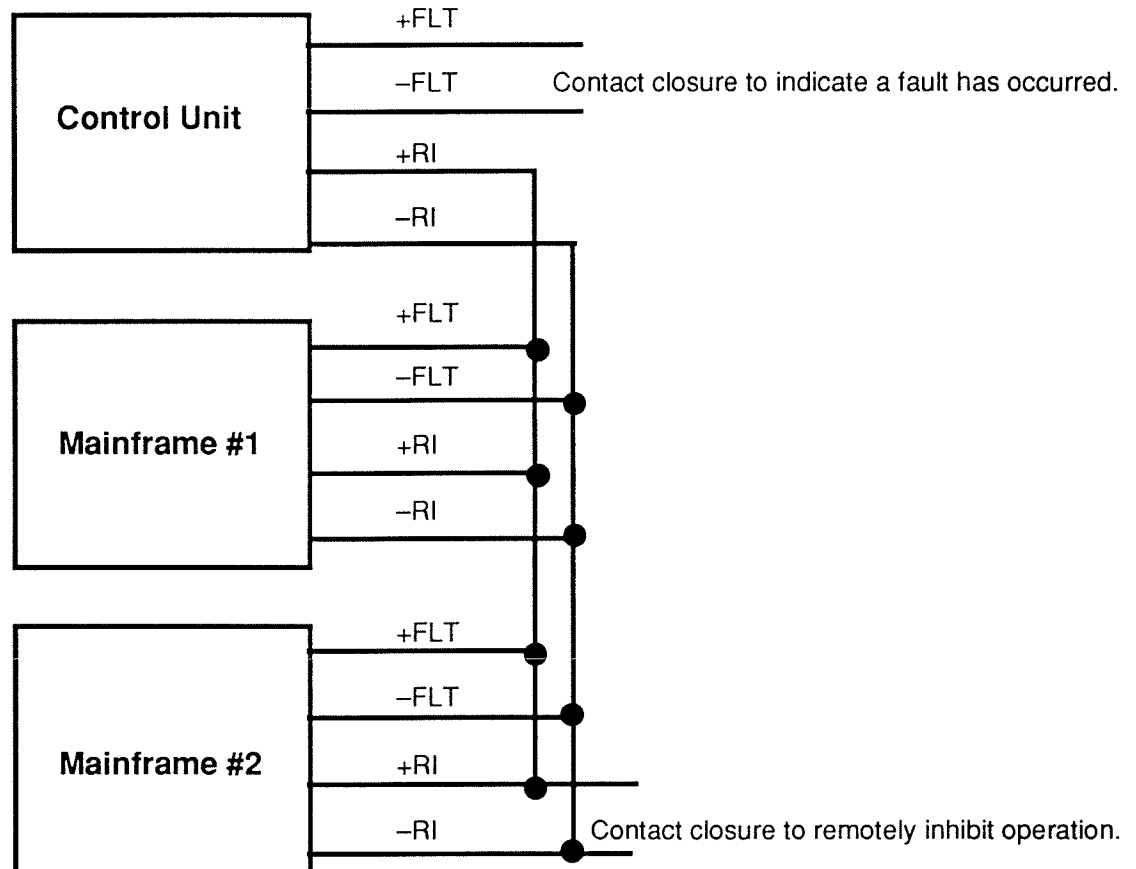 +FLT
–FLT
Contact closure to indicate a fault has occurred.
Control Unit
+RI
–RI
+FLT
–FLT
Mainframe #1
+RI
–RI
+FLT
–FLT
Mainframe #2
+RI
–RI
Contact closure to remotely inhibit operation.